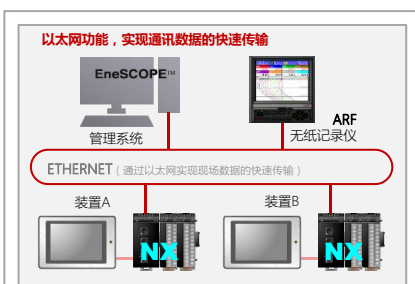 以太网功能，实现通讯数据的快速传输
EneSCOPE™
管理系统
ARF
无纸记录仪
ETHERNET（通过以太网实现现场数据的快速传输）
装置A
装置B
NX
NX